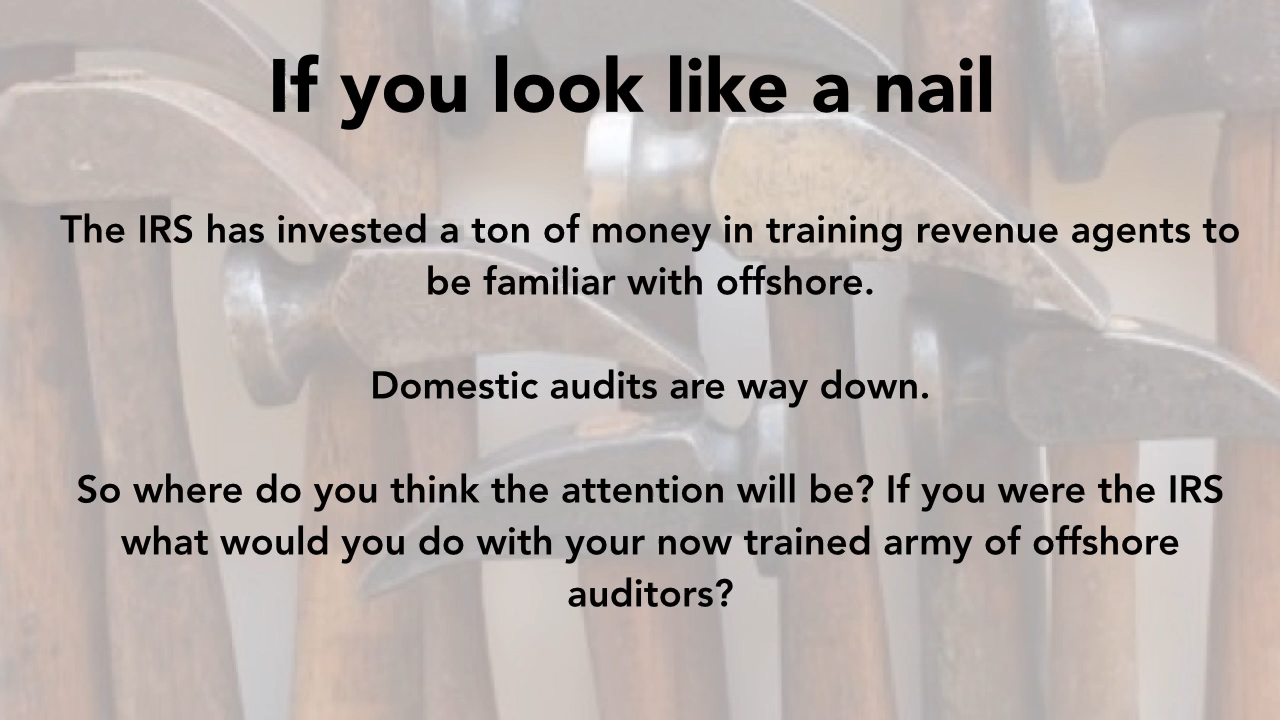 If you look like a nail
The IRS has invested a ton of money in training revenue agents to
be familiar with offshore.
Domestic audits are way down.
So where do you think the attention will be? If you were the IRS
what would you do with your now trained army of offshore
auditors?